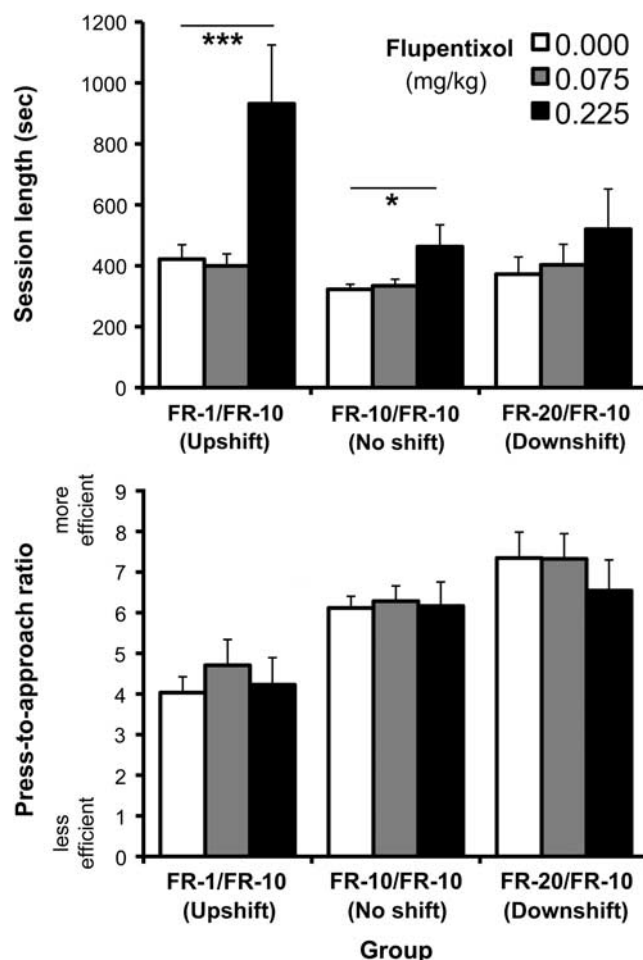 Session length (sec)
1200
1000
800
600
400
200
0
***
*
Flupentixol
(mg/kg)
0.000
0.075
0.225
FR-1/FR-10
(Upshift)
FR-10/FR-10
(No shift)
FR-20/FR-10
(Downshift)
Press-to-approach ratio
more
efficient
less
efficient
9
8
7
6
5
4
3
2
1
0
FR-1/FR-10
(Upshift)
FR-10/FR-10
(No shift)
FR-20/FR-10
(Downshift)
Group